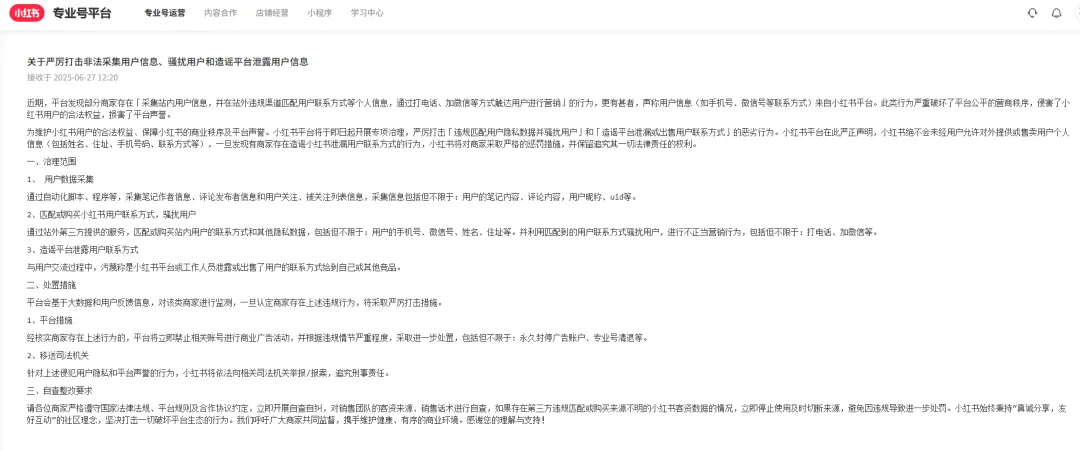 小红书 专业号平台 专业号运营 内容合作 店铺经营 小程序 学习中心
关于严厉打击非法采集用户信息、骚扰用户和造谣平台泄露用户信息
接收于 2025-06-27 12:20
近期，平台发现部分商家存在「采集站内用户信息，并在站外违规渠道匹配用户联系方式等个人信息，通过打电话、加微信等方式触达用户进行营销」的行为，更有甚者，声称用户信息（如手机号、微信号等联系方式）来自小红书平台。此类行为严重破坏了平台公平的营商秩序，侵害了小
红书用户的合法权益，损害了平台声誉。
为维护小红书用户的合法权益、保障小红书的商业秩序及平台声誉。小红书平台将于即日起开展专项治理，严厉打击「违规匹配用户隐私数据并骚扰用户」和「造谣平台泄漏或出售用户联系方式」的恶劣行为。小红书平台在此严正声明，小红书绝不会未经用户允许对外提供或售卖用户个人
信息（包括姓名、住址、手机号码、联系方式等），一旦发现有商家存在造谣小红书泄漏用户联系方式的行为，小红书将对商家采取严格的惩罚措施，并保留追究其一切法律责任的权利。
一、治理范围
1、 用户数据采集
通过自动化脚本、程序等，采集笔记作者信息、评论发布者信息和用户关注、被关注列表信息，采集信息包括但不限于：用户的笔记内容、评论内容，用户昵称、uid等。
2、匹配或购买小红书用户联系方式，骚扰用户
通过站外第三方提供的服务，匹配或购买站内用户的联系方式和其他隐私数据，包括但不限于：用户的手机号、微信号、姓名、住址等。并利用匹配到的用户联系方式骚扰用户，进行不正当营销行为，包括但不限于：打电话、加微信等。
3、造谣平台泄露用户联系方式
与用户交流过程中，污蔑称是小红书平台或工作人员泄露或出售了用户的联系方式给到自己或其他竞品。
二、处置措施
平台会基于大数据和用户反馈信息，对该类商家进行监测，一旦认定商家存在上述违规行为，将采取严厉打击措施。
1、平台措施
经核实商家存在上述行为的，平台将立即禁止相关账号进行商业广告活动，并根据违规情节严重程度，采取进一步处置，包括但不限于：永久封停广告账户、专业号清退等。
2、移送司法机关
针对上述侵犯用户隐私和平台声誉的行为，小红书将依法向相关司法机关举报/报案，追究刑事责任。
三、自查整改要求
请各位商家严格遵守国家法律法规、平台规则及合作协议约定，立即开展自查自纠，对销售团队的客资来源、销售话术进行自查，如果存在第三方违规匹配或购买来源不明的小红书客资数据的情况，立即停止使用及时切断来源，避免因违规导致进一步处罚。小红书始终秉持“真诚分享，友
好互动”的社区理念，坚决打击一切破坏平台生态的行为。我们呼吁广大商家共同监督，携手维护健康、有序的商业环境。感谢您的理解与支持！